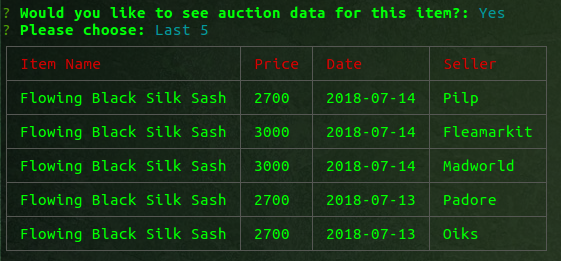 ? Would you like to see auction data for this item?: Yes
? Please choose: Last 5
Item Name Price Date Seller
Flowing Black Silk Sash 2700 2018-07-14 Pilp
Flowing Black Silk Sash 3000 2018-07-14 Fleamarkit
Flowing Black Silk Sash 3000 2018-07-14 Madworld
Flowing Black Silk Sash 2700 2018-07-13 Padore
Flowing Black Silk Sash 2700 2018-07-13 Oiks